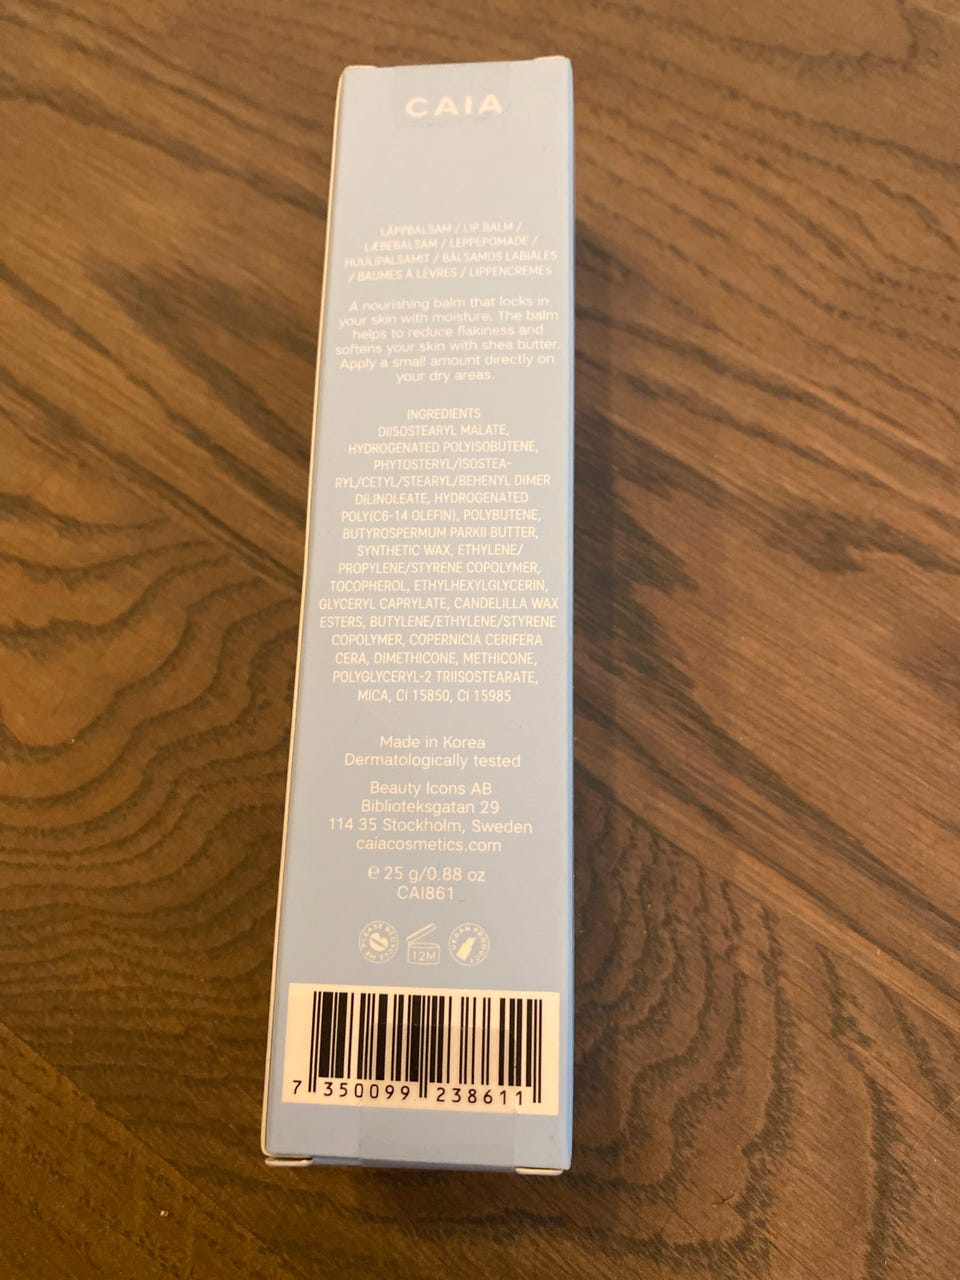 CAIA
LÄPPBALSAM / LIP BALM /
LÆBEBALSAM / LEPPEPOMADE /
HUULIPALSAMIT / BÁLSAMOS LABIALES
/ BAUMES À LÈVRES / LIPPENCREMES
A nourishing balm that locks in
your skin with moisture. The balm
helps to reduce flakiness and
softens your skin with shea butter.
Apply a small amount directly on
your dry areas.
INGREDIENTS
DIISOSTEARYL MALATE,
HYDROGENATED POLYISOBUTENE,
PHYTOSTERYL/ISOSTEA-
RYL/CETYL/STEARYL/BEHENYL DIMER
DILINOLEATE, HYDROGENATED
POLY(C6-14 OLEFIN), POLYBUTENE,
BUTYROSPERMUM PARKII BUTTER,
SYNTHETIC WAX, ETHYLENE/
PROPYLENE/STYRENE COPOLYMER,
TOCOPHEROL, ETHYLHEXYLGLYCERIN,
GLYCERYL CAPRYLATE, CANDELILLA WAX
ESTERS, BUTYLENE/ETHYLENE/STYRENE
COPOLYMER, COPERNICIA CERIFERA
CERA, DIMETHICONE, METHICONE,
POLYGLYCERYL-2 TRIISOSTEARATE,
MICA, CI 15850, CI 15985
Made in Korea
Dermatologically tested
Beauty Icons AB
Biblioteksgatan 29
114 35 Stockholm, Sweden
caiacosmetics.com
℮ 25 g/0.88 oz
CAI861
PLEASE RECYCLE ME
12M
VEGAN PRODUCT
7 350099 238611